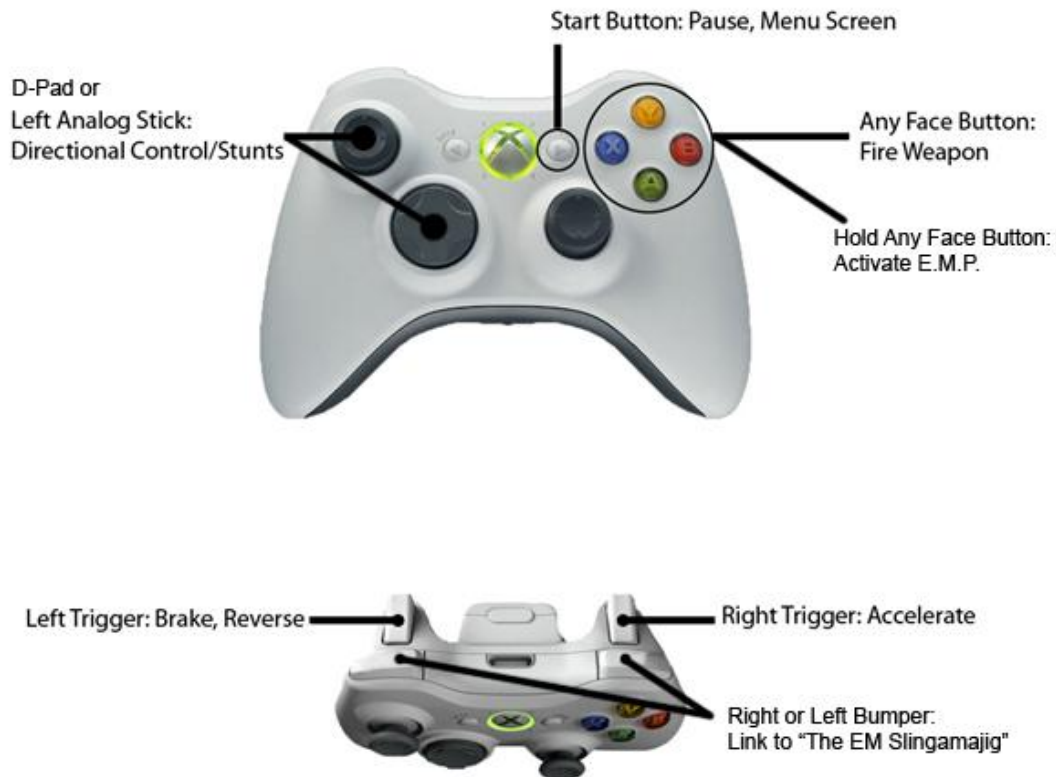 Start Button: Pause, Menu Screen
D-Pad or
Left Analog Stick:
Directional Control/Stunts
Y
X
B
A
Any Face Button:
Fire Weapon
Hold Any Face Button:
Activate E.M.P.
Left Trigger: Brake, Reverse
Right Trigger: Accelerate
Right or Left Bumper:
Link to "The EM Slingamajig"